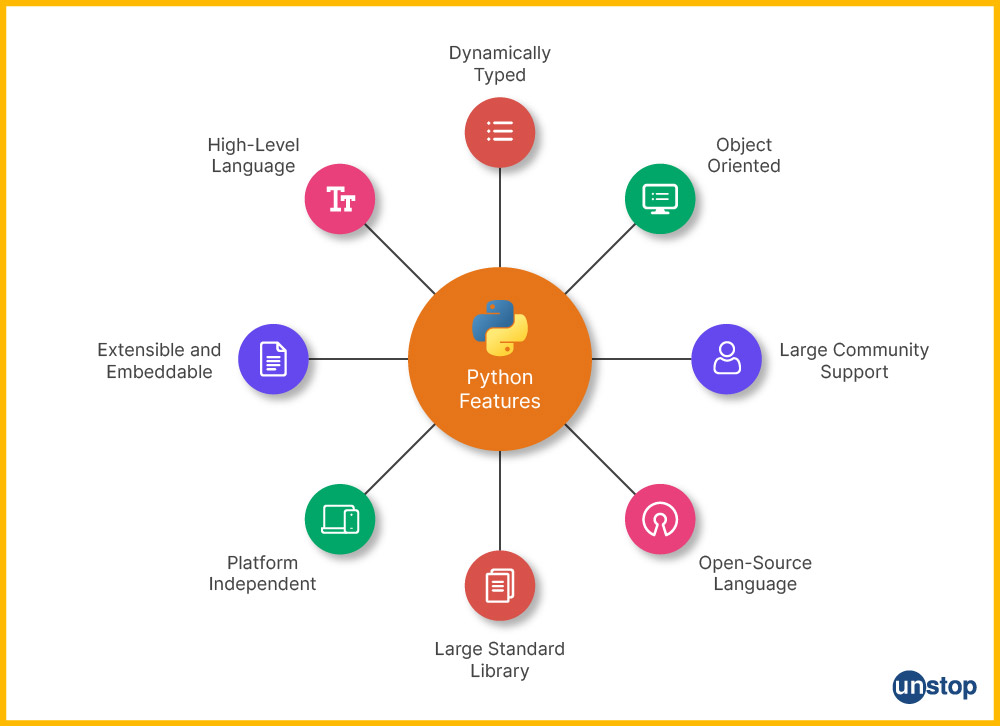 Dynamically
Typed
High-Level
Language
Object
Oriented
Extensible and
Embeddable
Python
Features
Large Community
Support
Platform
Independent
Open-Source
Language
Large Standard
Library
unstop